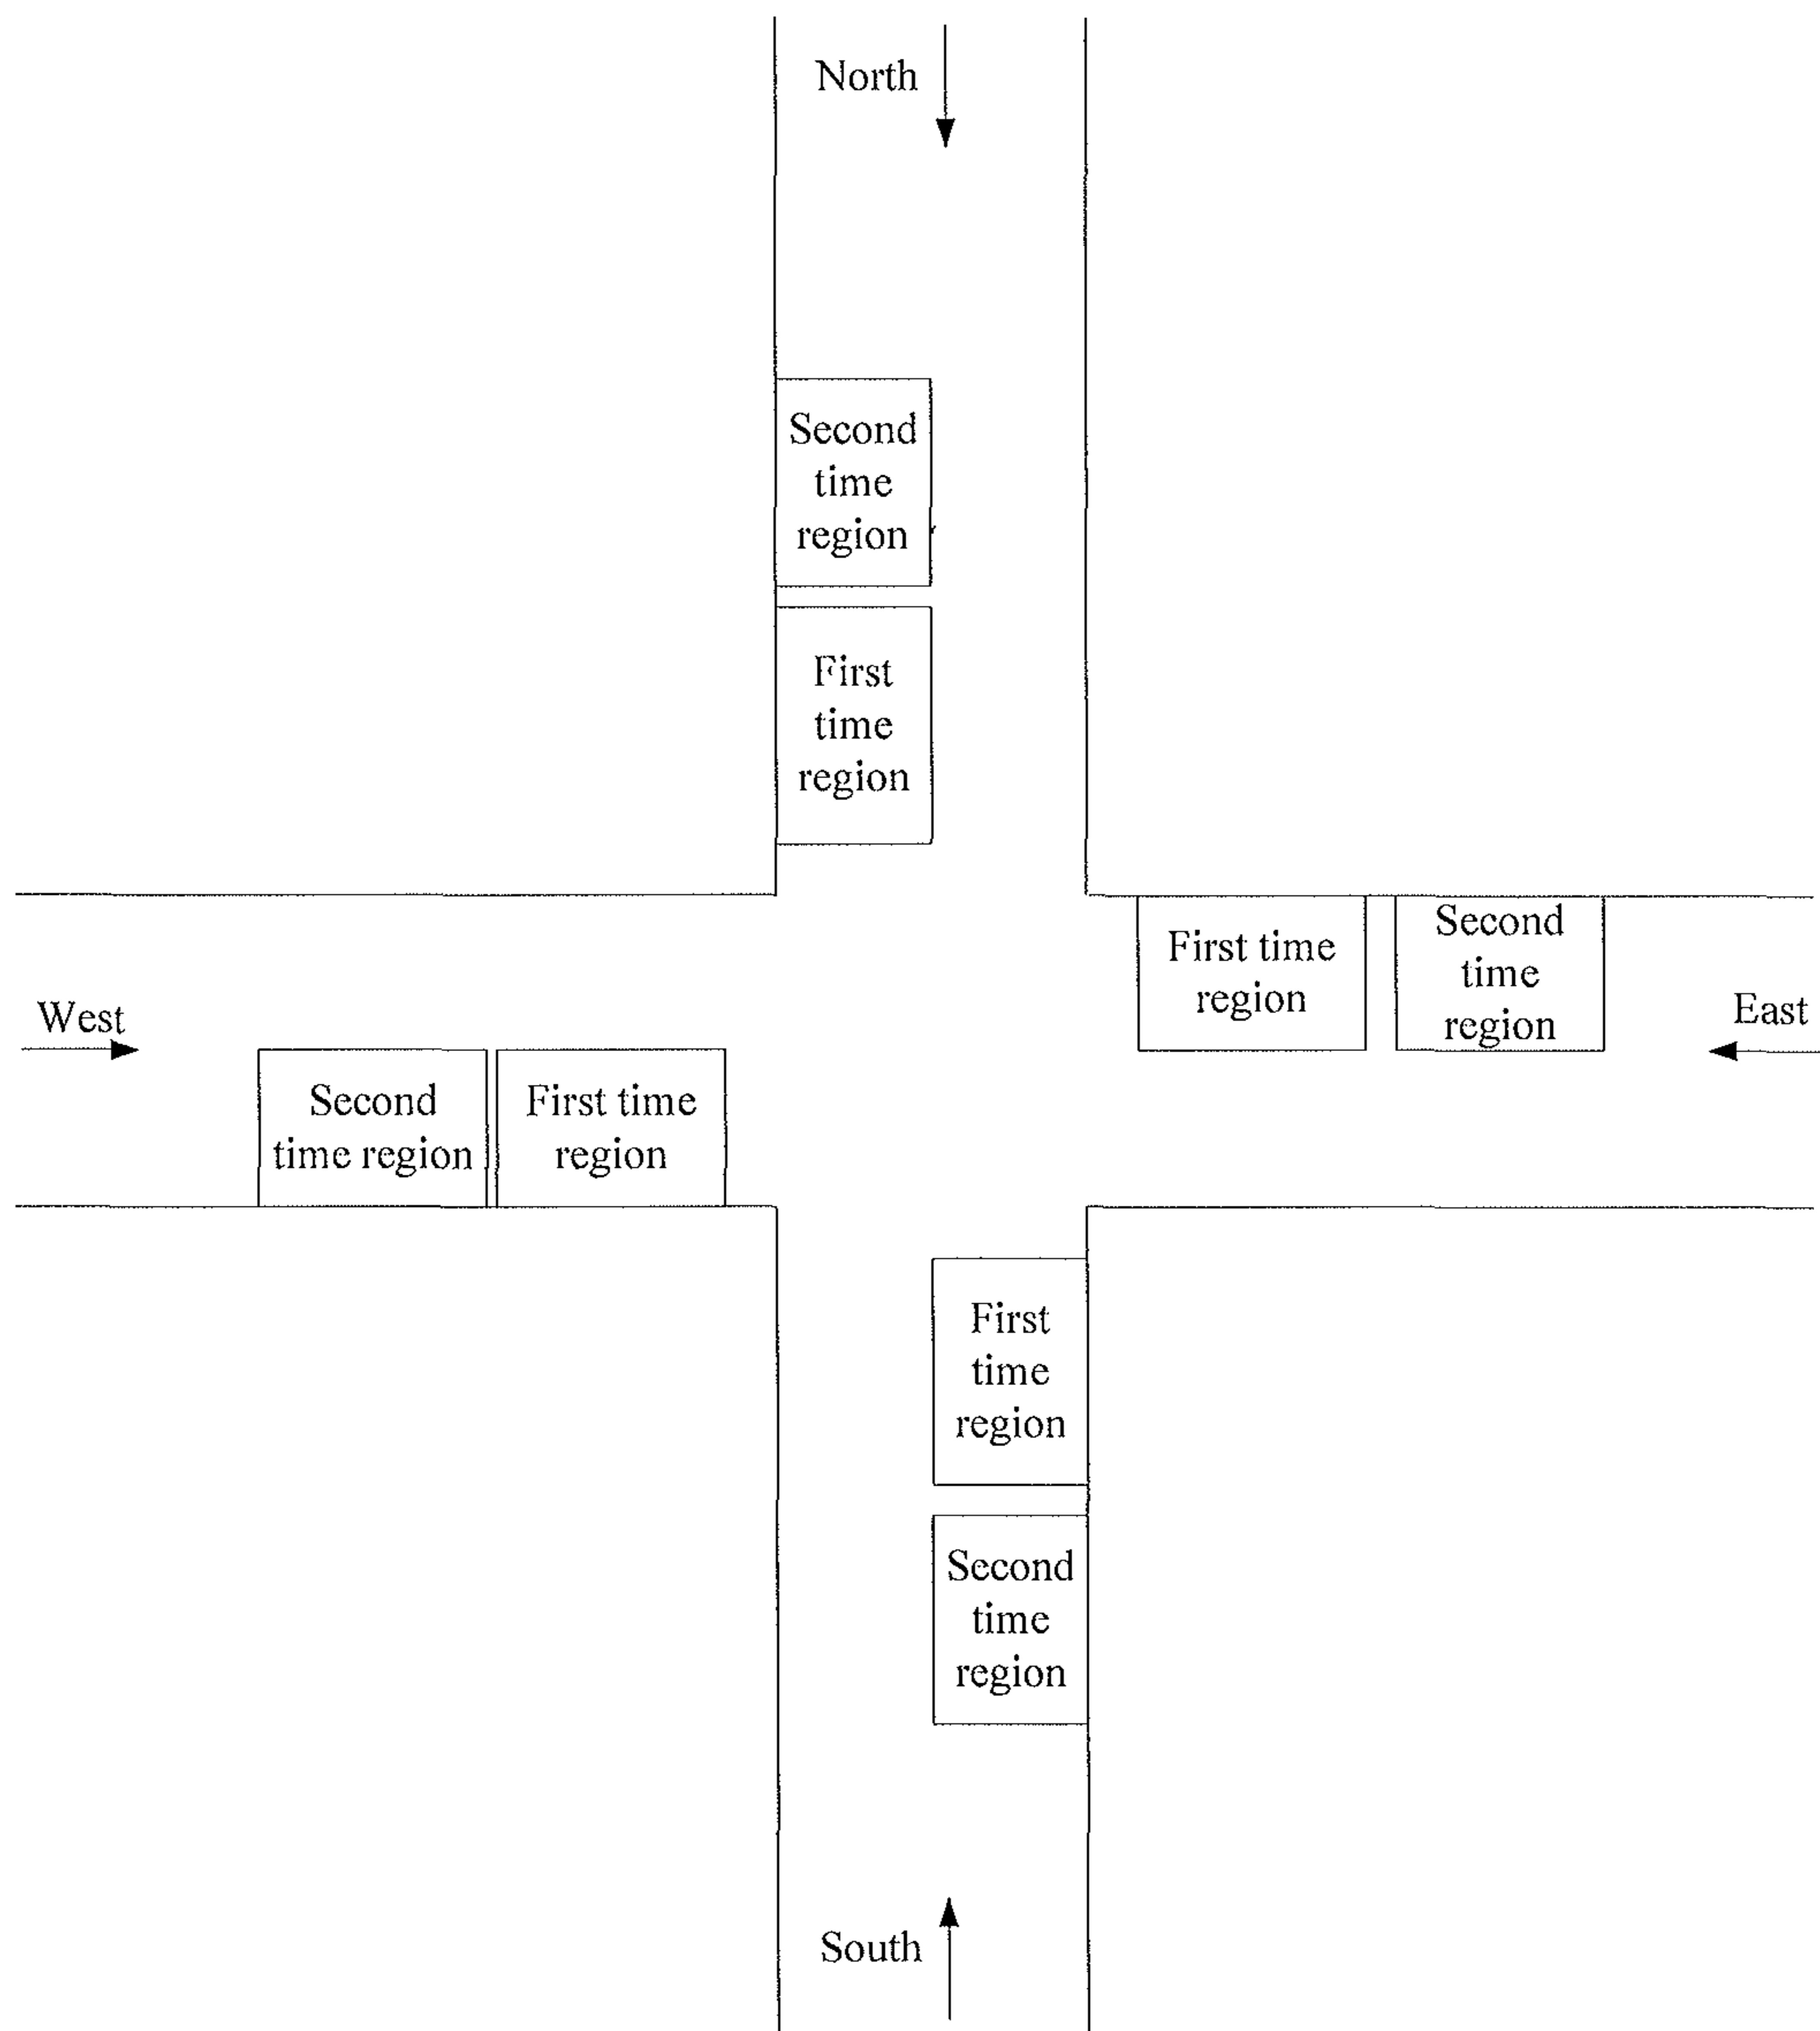 North
Second
time
region
First
time
region
First time
region
Second
time
region
East
West
Second
time region
First time
region
First
time
region
Second
time
region
South